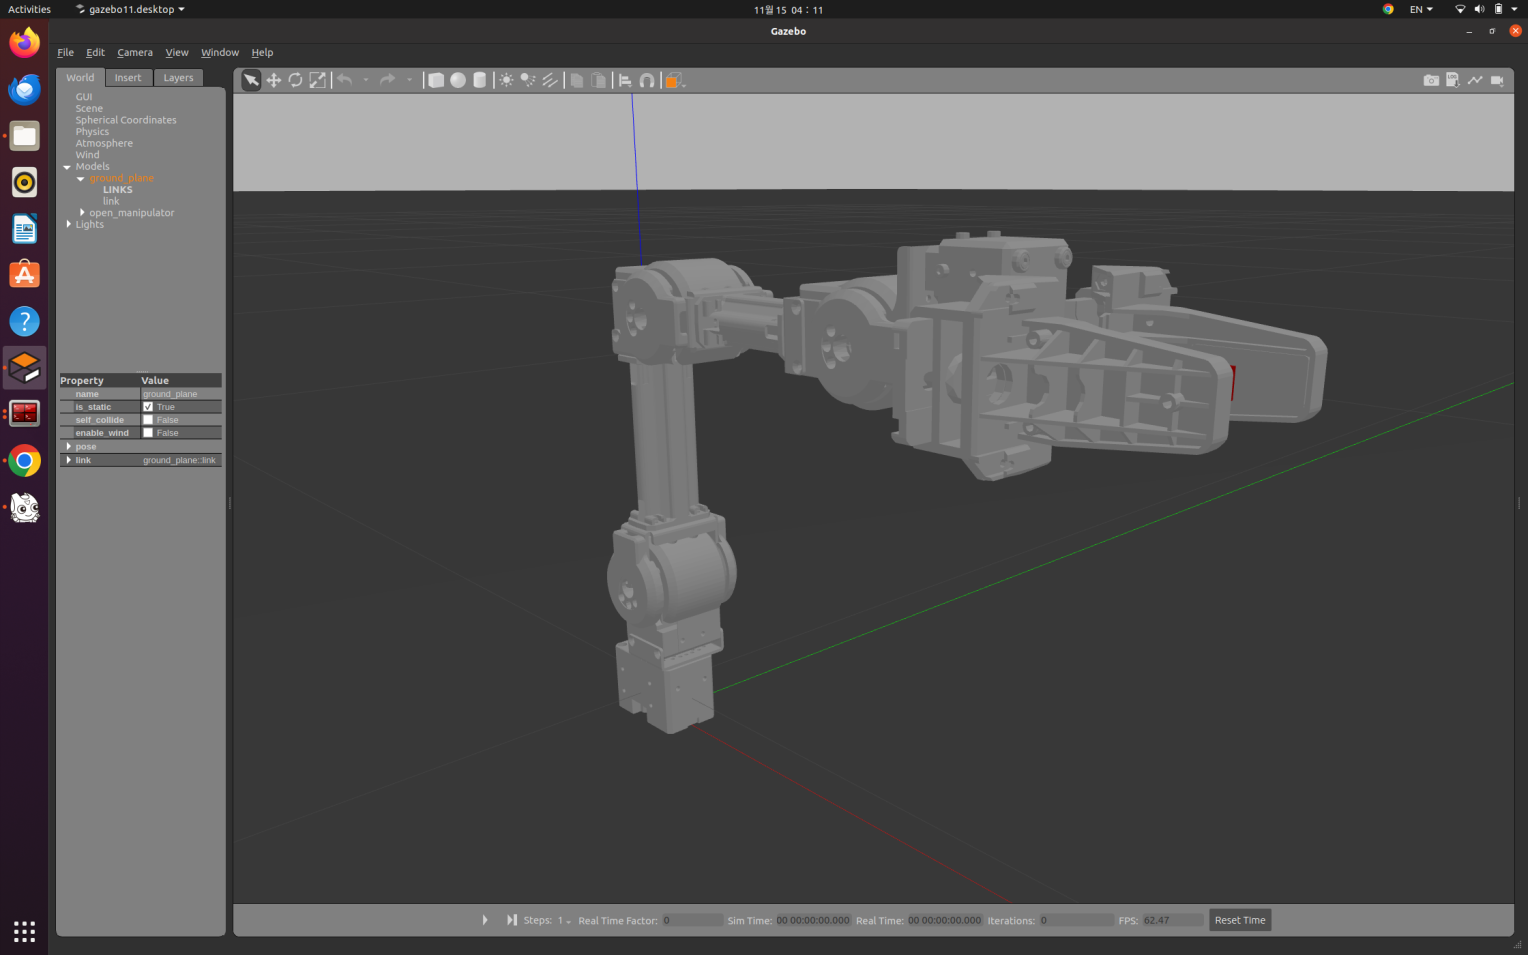 Activities gazebo11.desktop 11월 15 04 : 11 EN
Gazebo
File Edit Camera View Window Help
World Insert Layers
GUI
Scene
Spherical Coordinates
Physics
Atmosphere
Wind
Models
ground_plane
LINKS
link
open_manipulator
Lights
Property Value
name ground_plane
is_static True
self_collide False
enable_wind False
pose
link ground_plane::link
Steps: 1 Real Time Factor: 0 Sim Time: 00 00:00:00.000 Real Time: 00 00:00:00.000 Iterations: 0 FPS: 62.47 Reset Time